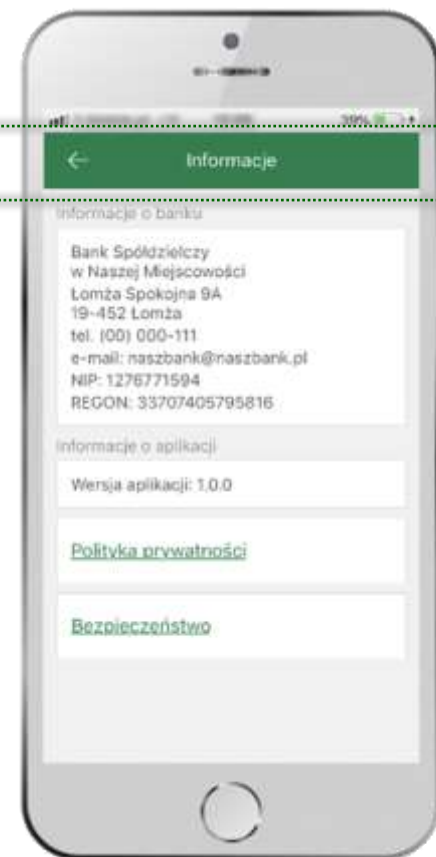 39%
Informacje
Informacje o banku
Bank Spółdzielczy
w Naszej Miejscowości
Łomża Spokojna 9A
19-452 Łomża
tel. (00) 000-111
e-mail: naszbank@naszbank.pl
NIP: 1276771594
REGON: 33707405795816
Informacje o aplikacji
Wersja aplikacji: 1.0.0
Polityka prywatności
Bezpieczeństwo